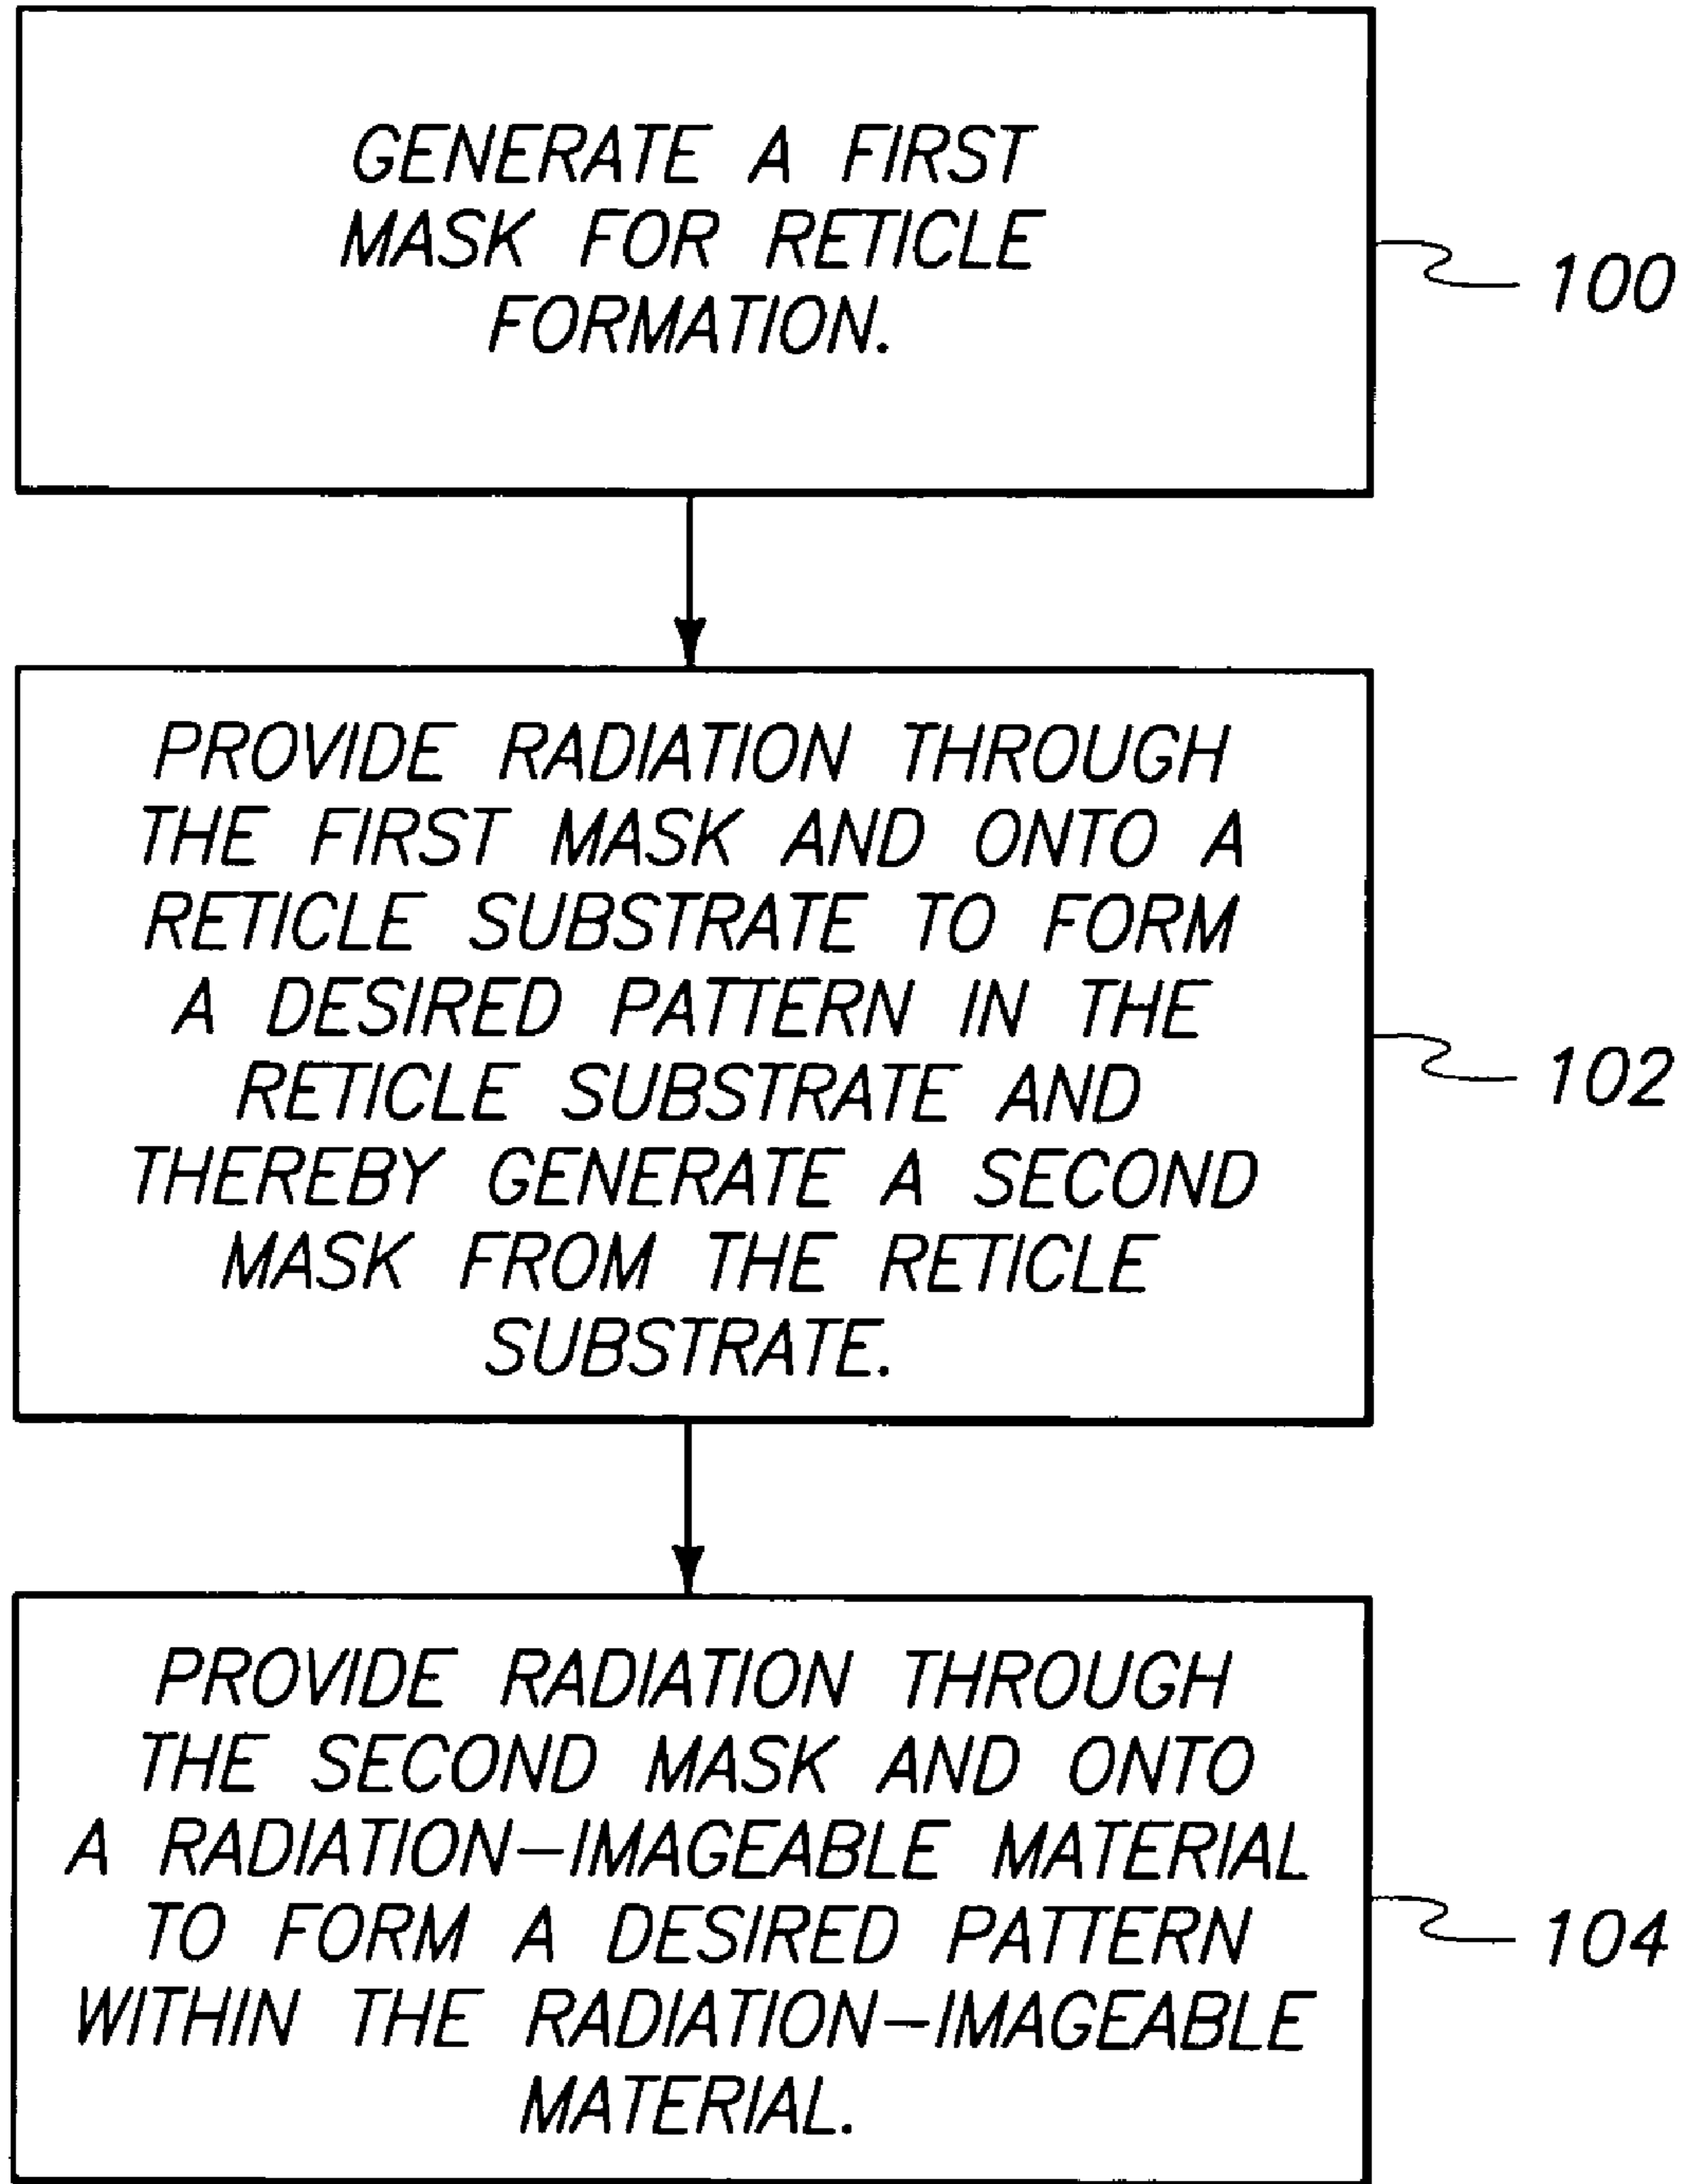 GENERATE A FIRST
MASK FOR RETICLE
FORMATION.
100
PROVIDE RADIATION THROUGH
THE FIRST MASK AND ONTO A
RETICLE SUBSTRATE TO FORM
A DESIRED PATTERN IN THE
RETICLE SUBSTRATE AND
THEREBY GENERATE A SECOND
MASK FROM THE RETICLE
SUBSTRATE.
102
PROVIDE RADIATION THROUGH
THE SECOND MASK AND ONTO
A RADIATION-IMAGEABLE MATERIAL
TO FORM A DESIRED PATTERN
WITHIN THE RADIATION-IMAGEABLE
MATERIAL.
104